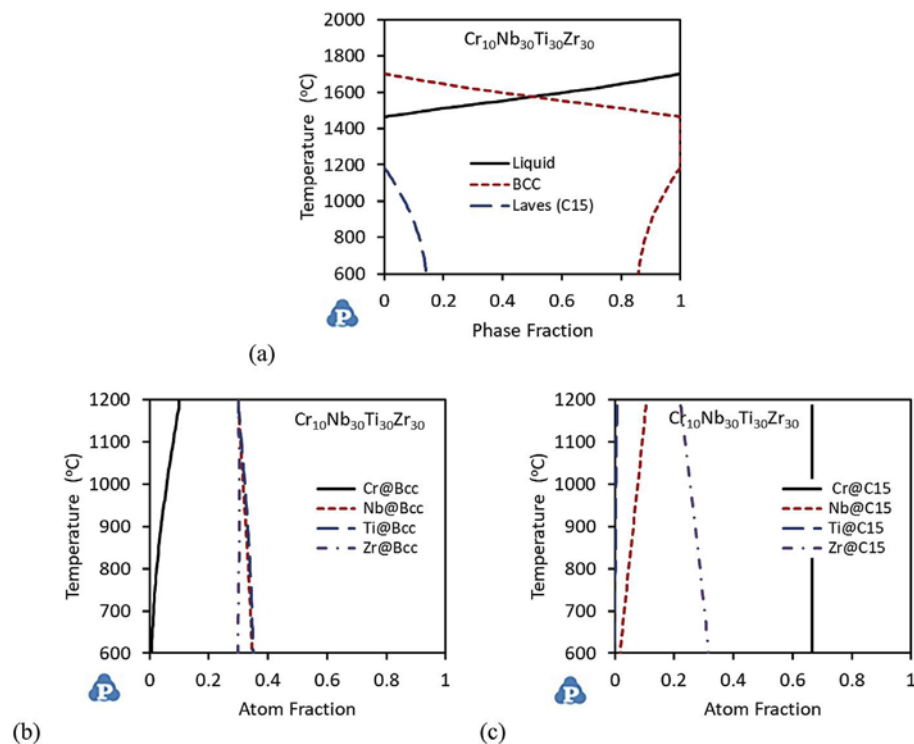 Cr₁₀Nb₃₀Ti₃₀Zr₃₀
2000
1800
1600
1400
1200
1000
800
600
Temperature (°C)
Liquid
BCC
Laves (C15)
0 0.2 0.4 0.6 0.8 1
Phase Fraction
P
(a)
Cr₁₀Nb₃₀Ti₃₀Zr₃₀
1200
1100
1000
900
800
700
600
Temperature (°C)
Cr@Bcc
Nb@Bcc
Ti@Bcc
Zr@Bcc
0 0.2 0.4 0.6 0.8 1
Atom Fraction
P
(b)
Cr₁₀Nb₃₀Ti₃₀Zr₃₀
1200
1100
1000
900
800
700
600
Temperature (°C)
Cr@C15
Nb@C15
Ti@C15
Zr@C15
0 0.2 0.4 0.6 0.8 1
Atom Fraction
P
(c)